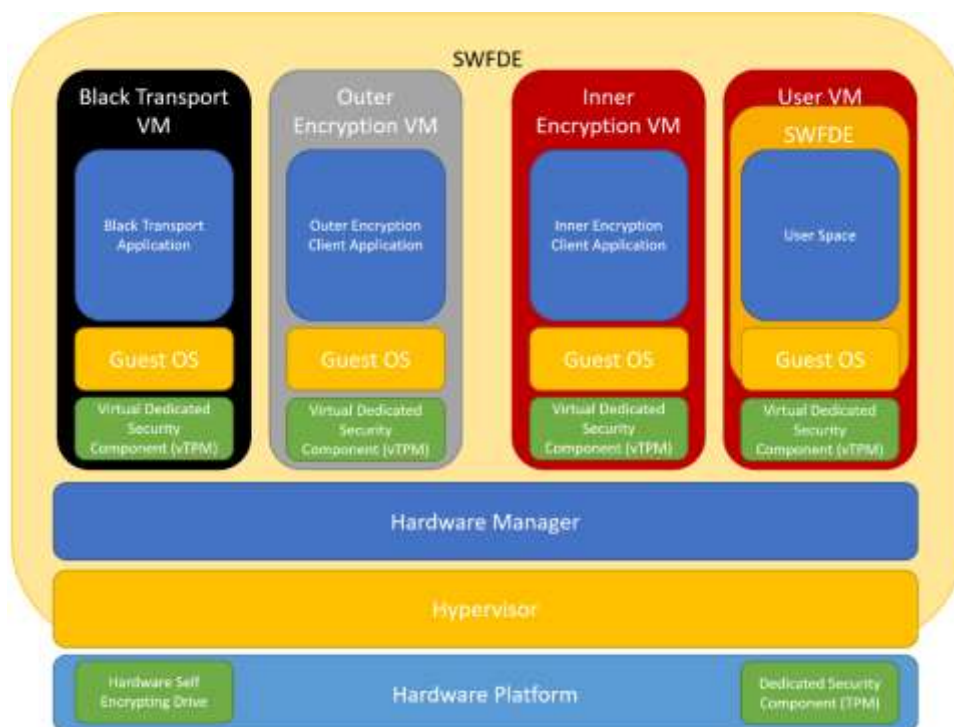 SWFDE
Black Transport
VM
Outer
Encryption VM
Inner
Encryption VM
User VM
SWFDE
Black Transport
Application
Outer Encryption
Client Application
Inner Encryption
Client Application
User Space
Guest OS
Guest OS
Guest OS
Guest OS
Virtual Dedicated
Security
Component (vTPM)
Virtual Dedicated
Security
Component (vTPM)
Virtual Dedicated
Security
Component (vTPM)
Virtual Dedicated
Security
Component (vTPM)
Hardware Manager
Hypervisor
Hardware Self
Encrypting Drive
Hardware Platform
Dedicated Security
Component (TPM)